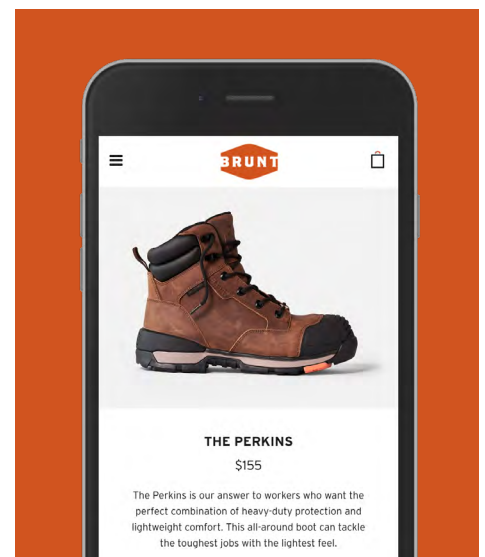 BRUNT
THE PERKINS
$155
The Perkins is our answer to workers who want the
perfect combination of heavy-duty protection and
lightweight comfort. This all-around boot can tackle
the toughest jobs with the lightest feel.